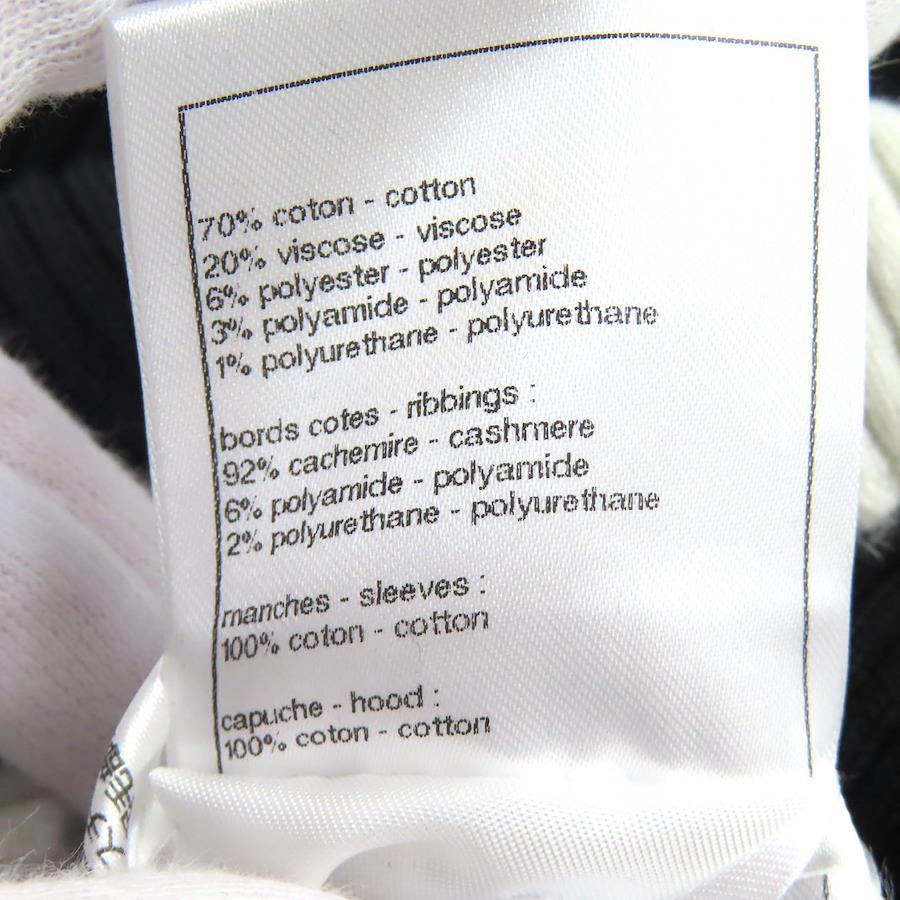 70% coton - cotton
20% viscose - viscose
6% polyester - polyester
3% polyamide - polyamide
1% polyurethane - polyurethane
bords cotes - ribbings :
92% cachemire - cashmere
6% polyamide - polyamide
2% polyurethane - polyurethane
manches - sleeves :
100% coton - cotton
capuche - hood :
100% coton - cotton